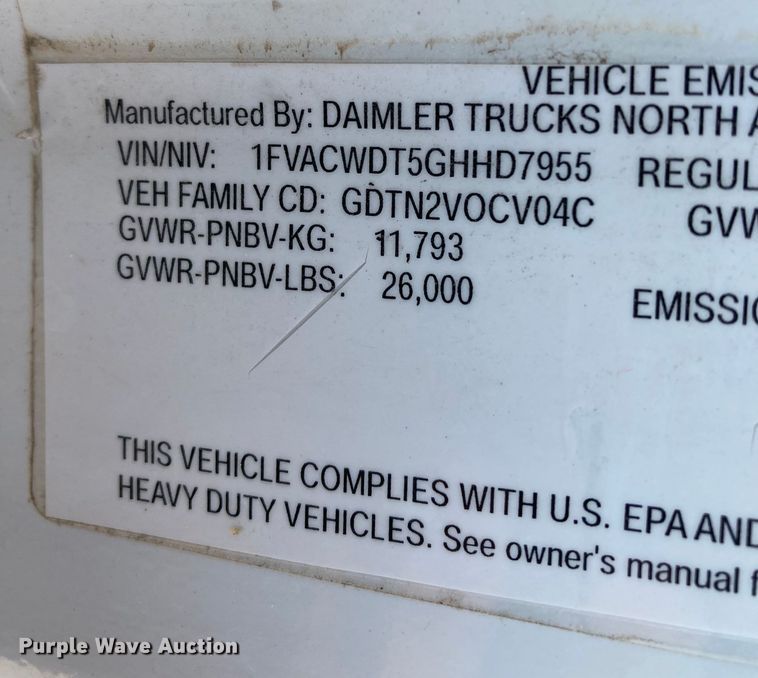 VEHICLE EMIS
Manufactured By: DAIMLER TRUCKS NORTH A
VIN/NIV: 1FVACWDT5GHHD7955 REGUL
VEH FAMILY CD: GDTN2VOCV04C GVW
GVWR-PNBV-KG: 11,793
GVWR-PNBV-LBS: 26,000 EMISSIO
THIS VEHICLE COMPLIES WITH U.S. EPA AND
HEAVY DUTY VEHICLES. See owner's manual f
Purple Wave Auction